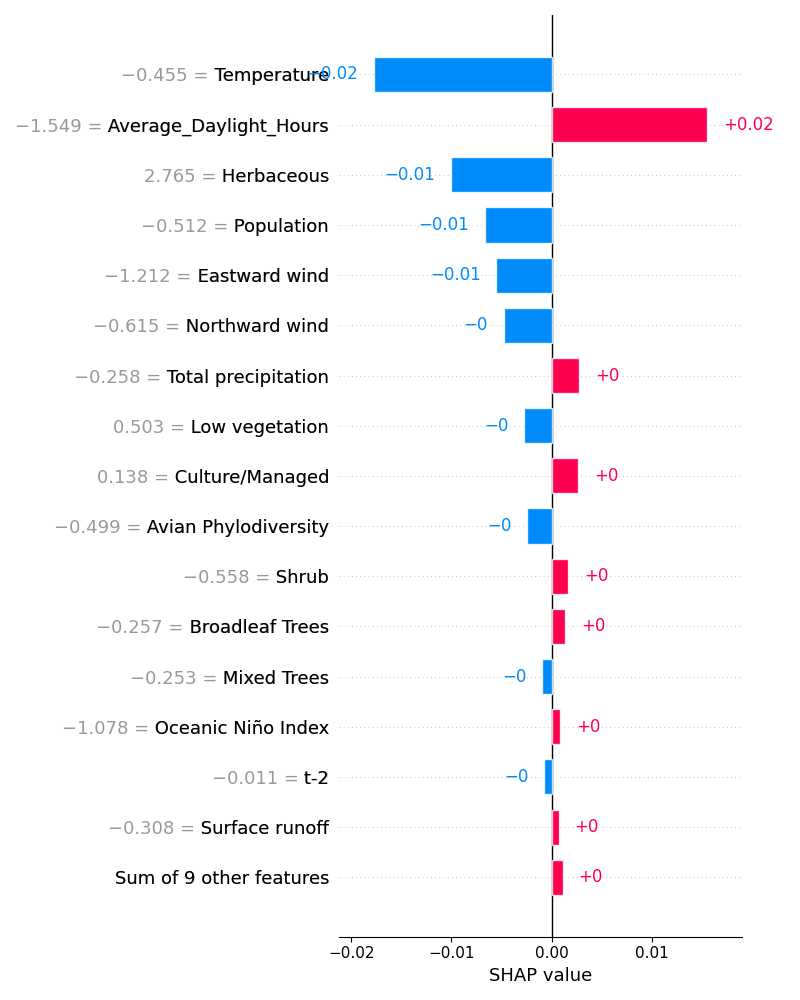 −0.455 = Temperature −0.02
−1.549 = Average_Daylight_Hours +0.02
2.765 = Herbaceous −0.01
−0.512 = Population −0.01
−1.212 = Eastward wind −0.01
−0.615 = Northward wind −0
−0.258 = Total precipitation +0
0.503 = Low vegetation −0
0.138 = Culture/Managed +0
−0.499 = Avian Phylodiversity −0
−0.558 = Shrub +0
−0.257 = Broadleaf Trees +0
−0.253 = Mixed Trees −0
−1.078 = Oceanic Niño Index +0
−0.011 = t-2 −0
−0.308 = Surface runoff +0
Sum of 9 other features +0
−0.02 −0.01 0.00 0.01
SHAP value